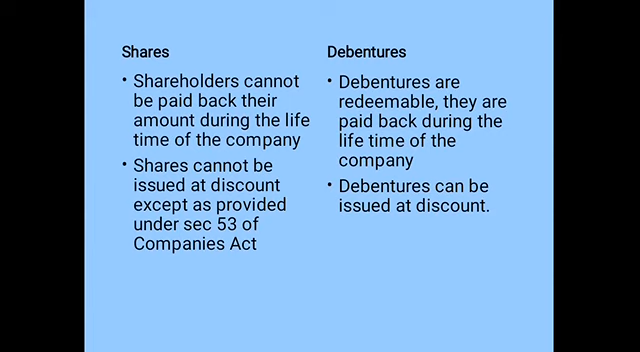 Shares
• Shareholders cannot
be paid back their
amount during the life
time of the company
• Shares cannot be
issued at discount
except as provided
under sec 53 of
Companies Act
Debentures
• Debentures are
redeemable, they are
paid back during the
life time of the
company
• Debentures can be
issued at discount.